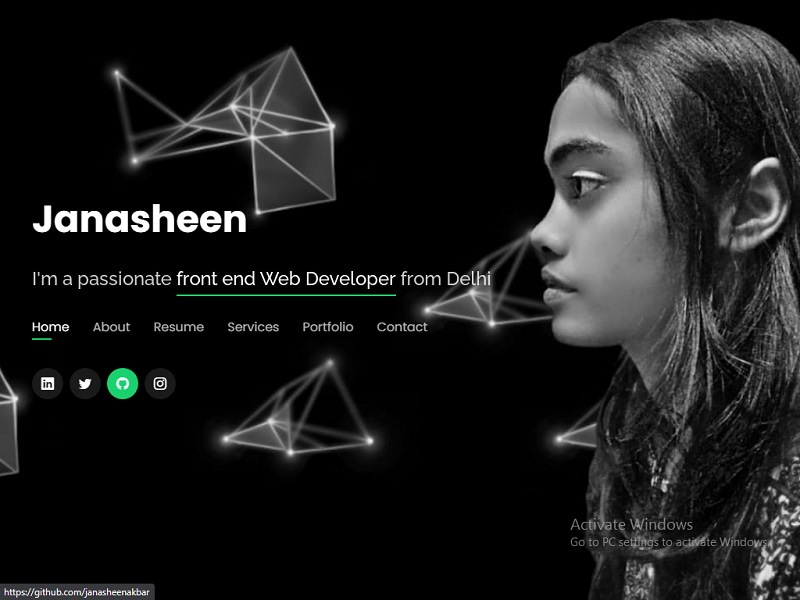 Janasheen
I'm a passionate front end Web Developer from Delhi
Home About Resume Services Portfolio Contact
Activate Windows
Go to PC settings to activate Windows.
https://github.com/janasheenakbar